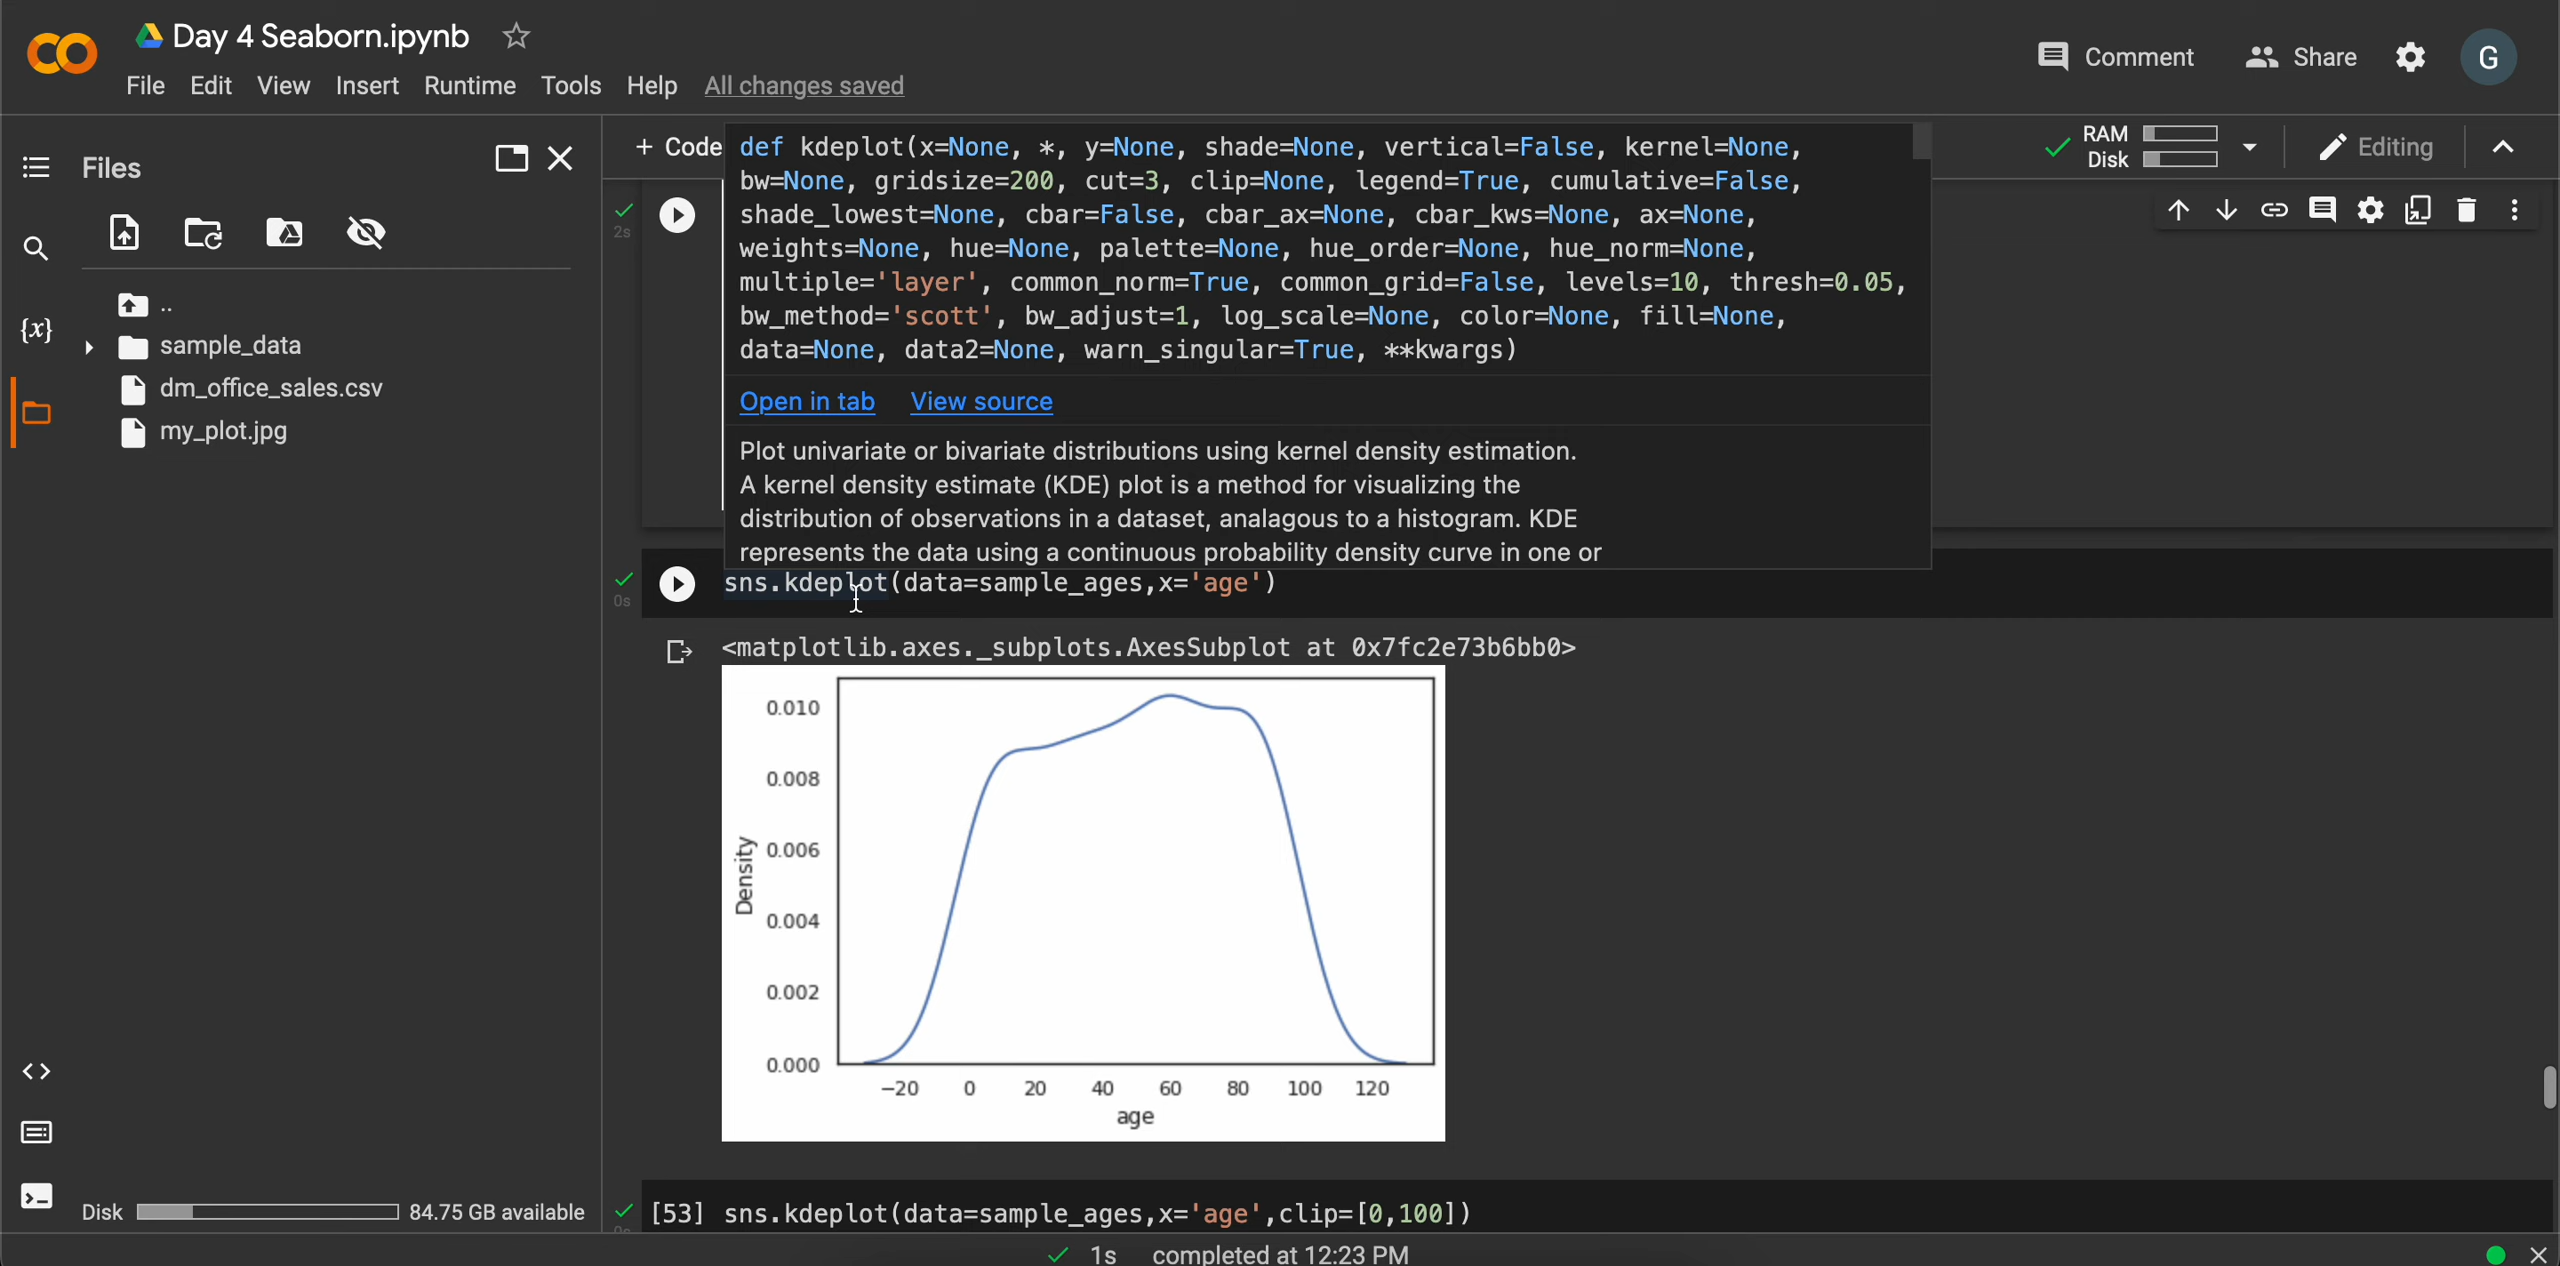 Day 4 Seaborn.ipynb
File Edit View Insert Runtime Tools Help All changes saved
Comment Share G
Files
+ Code
RAM
Disk
Editing
..
sample_data
dm_office_sales.csv
my_plot.jpg
{x}
2s
def kdeplot(x=None, *, y=None, shade=None, vertical=False, kernel=None,
bw=None, gridsize=200, cut=3, clip=None, legend=True, cumulative=False,
shade_lowest=None, cbar=False, cbar_ax=None, cbar_kws=None, ax=None,
weights=None, hue=None, palette=None, hue_order=None, hue_norm=None,
multiple='layer', common_norm=True, common_grid=False, levels=10, thresh=0.05,
bw_method='scott', bw_adjust=1, log_scale=None, color=None, fill=None,
data=None, data2=None, warn_singular=True, **kwargs)
Open in tab View source
Plot univariate or bivariate distributions using kernel density estimation.
A kernel density estimate (KDE) plot is a method for visualizing the
distribution of observations in a dataset, analagous to a histogram. KDE
represents the data using a continuous probability density curve in one or
0s
sns.kdeplot(data=sample_ages,x='age')
<matplotlib.axes._subplots.AxesSubplot at 0x7fc2e73b6bb0>
0.010
0.008
0.006
0.004
0.002
0.000
Density
−20 0 20 40 60 80 100 120
age
Disk 84.75 GB available
[53] sns.kdeplot(data=sample_ages,x='age',clip=[0,100])
1s completed at 12:23 PM